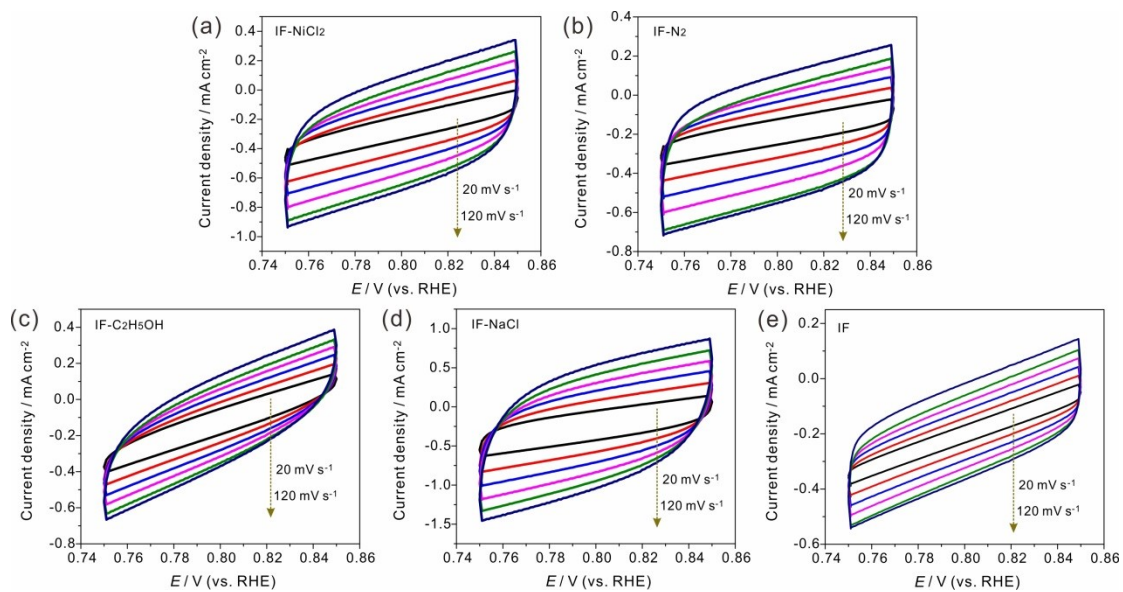 (a)
IF-NiCl₂
Current density / mA cm⁻²
0.4
0.2
0.0
-0.2
-0.4
-0.6
-0.8
-1.0
20 mV s⁻¹
120 mV s⁻¹
0.74 0.76 0.78 0.80 0.82 0.84 0.86
E / V (vs. RHE)
(b)
IF-N₂
Current density / mA cm⁻²
0.4
0.2
0.0
-0.2
-0.4
-0.6
-0.8
20 mV s⁻¹
120 mV s⁻¹
0.74 0.76 0.78 0.80 0.82 0.84 0.86
E / V (vs. RHE)
(c)
IF-C₂H₅OH
Current density / mA cm⁻²
0.4
0.2
0.0
-0.2
-0.4
-0.6
-0.8
20 mV s⁻¹
120 mV s⁻¹
0.74 0.76 0.78 0.80 0.82 0.84 0.86
E / V (vs. RHE)
(d)
IF-NaCl
Current density / mA cm⁻²
1.0
0.5
0.0
-0.5
-1.0
-1.5
20 mV s⁻¹
120 mV s⁻¹
0.74 0.76 0.78 0.80 0.82 0.84 0.86
E / V (vs. RHE)
(e)
IF
Current density / mA cm⁻²
0.2
0.0
-0.2
-0.4
-0.6
20 mV s⁻¹
120 mV s⁻¹
0.74 0.76 0.78 0.80 0.82 0.84 0.86
E / V (vs. RHE)